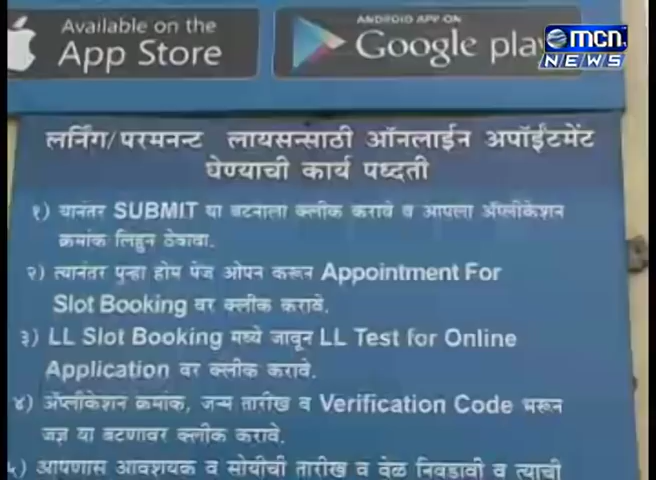 Available on the
App Store
ANDROID APP ON
Google play
mcn
NEWS
लर्निंग/परमनन्ट लायसन्साठी ऑनलाईन अपॉईंटमेंट
घेण्याची कार्य पध्दती
१) यानंतर SUBMIT या बटनाला क्लीक करावे व आपला ॲप्लीकेशन
क्रमांक लिहुन ठेवावा.
२) त्यानंतर पुन्हा होम पेज ओपन करून Appointment For
Slot Booking वर क्लीक करावे.
३) LL Slot Booking मध्ये जावून LL Test for Online
Application वर क्लीक करावे.
४) ॲप्लीकेशन क्रमांक, जन्म तारीख व Verification Code भरून
जज्ञ या बटणावर क्लीक करावे.
५) आपणास आवश्यक व सोयीची तारीख व वेळ निवडावी व त्याची